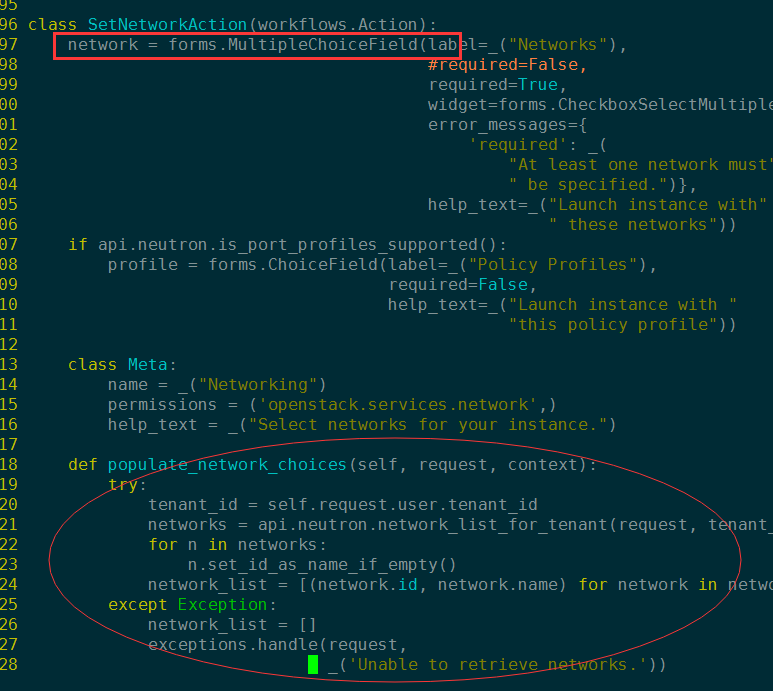 95
96 class SetNetworkAction(workflows.Action):
97     network = forms.MultipleChoiceField(label=_("Networks"),
98                                         #required=False,
99                                         required=True,
00                                         widget=forms.CheckboxSelectMultiple
01                                         error_messages={
02                                             'required': _(
03                                                 "At least one network must"
04                                                 " be specified.")},
05                                         help_text=_("Launch instance with"
06                                                     " these networks"))
07     if api.neutron.is_port_profiles_supported():
08         profile = forms.ChoiceField(label=_("Policy Profiles"),
09                                     required=False,
10                                     help_text=_("Launch instance with "
11                                                 "this policy profile"))
12
13     class Meta:
14         name = _("Networking")
15         permissions = ('openstack.services.network',)
16         help_text = _("Select networks for your instance.")
17
18     def populate_network_choices(self, request, context):
19         try:
20             tenant_id = self.request.user.tenant_id
21             networks = api.neutron.network_list_for_tenant(request, tenant_
22             for n in networks:
23                 n.set_id_as_name_if_empty()
24             network_list = [(network.id, network.name) for network in netwo
25         except Exception:
26             network_list = []
27             exceptions.handle(request,
28                               _('Unable to retrieve networks.'))